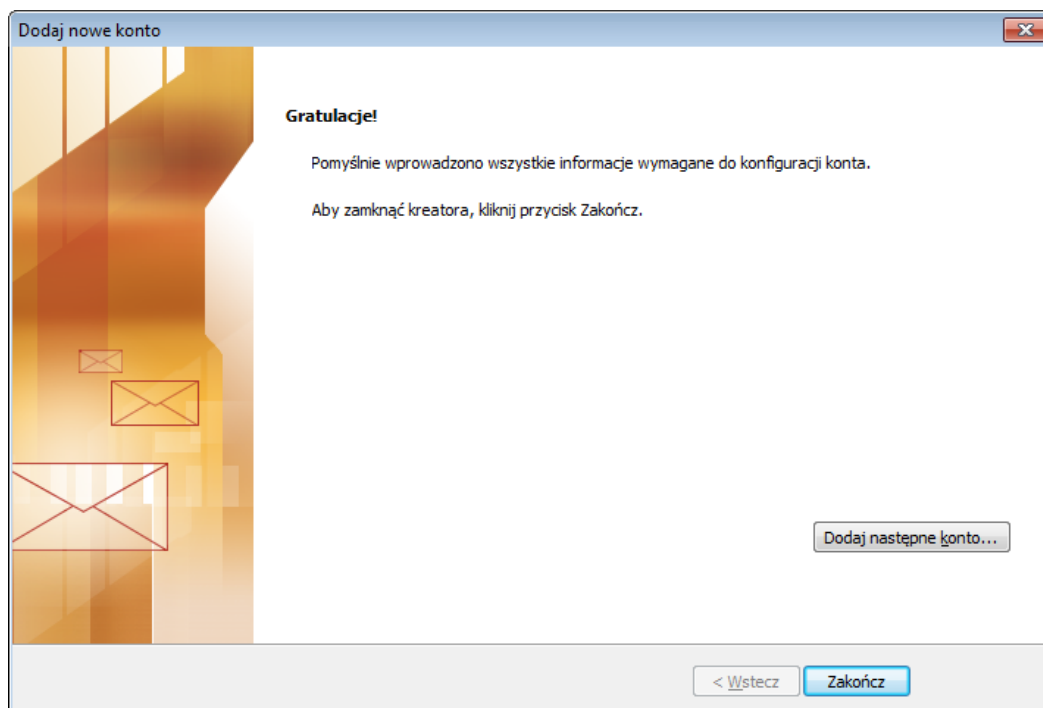 Dodaj nowe konto
Gratulacje!
Pomyślnie wprowadzono wszystkie informacje wymagane do konfiguracji konta.
Aby zamknąć kreatora, kliknij przycisk Zakończ.
Dodaj następne konto...
< Wstecz
Zakończ